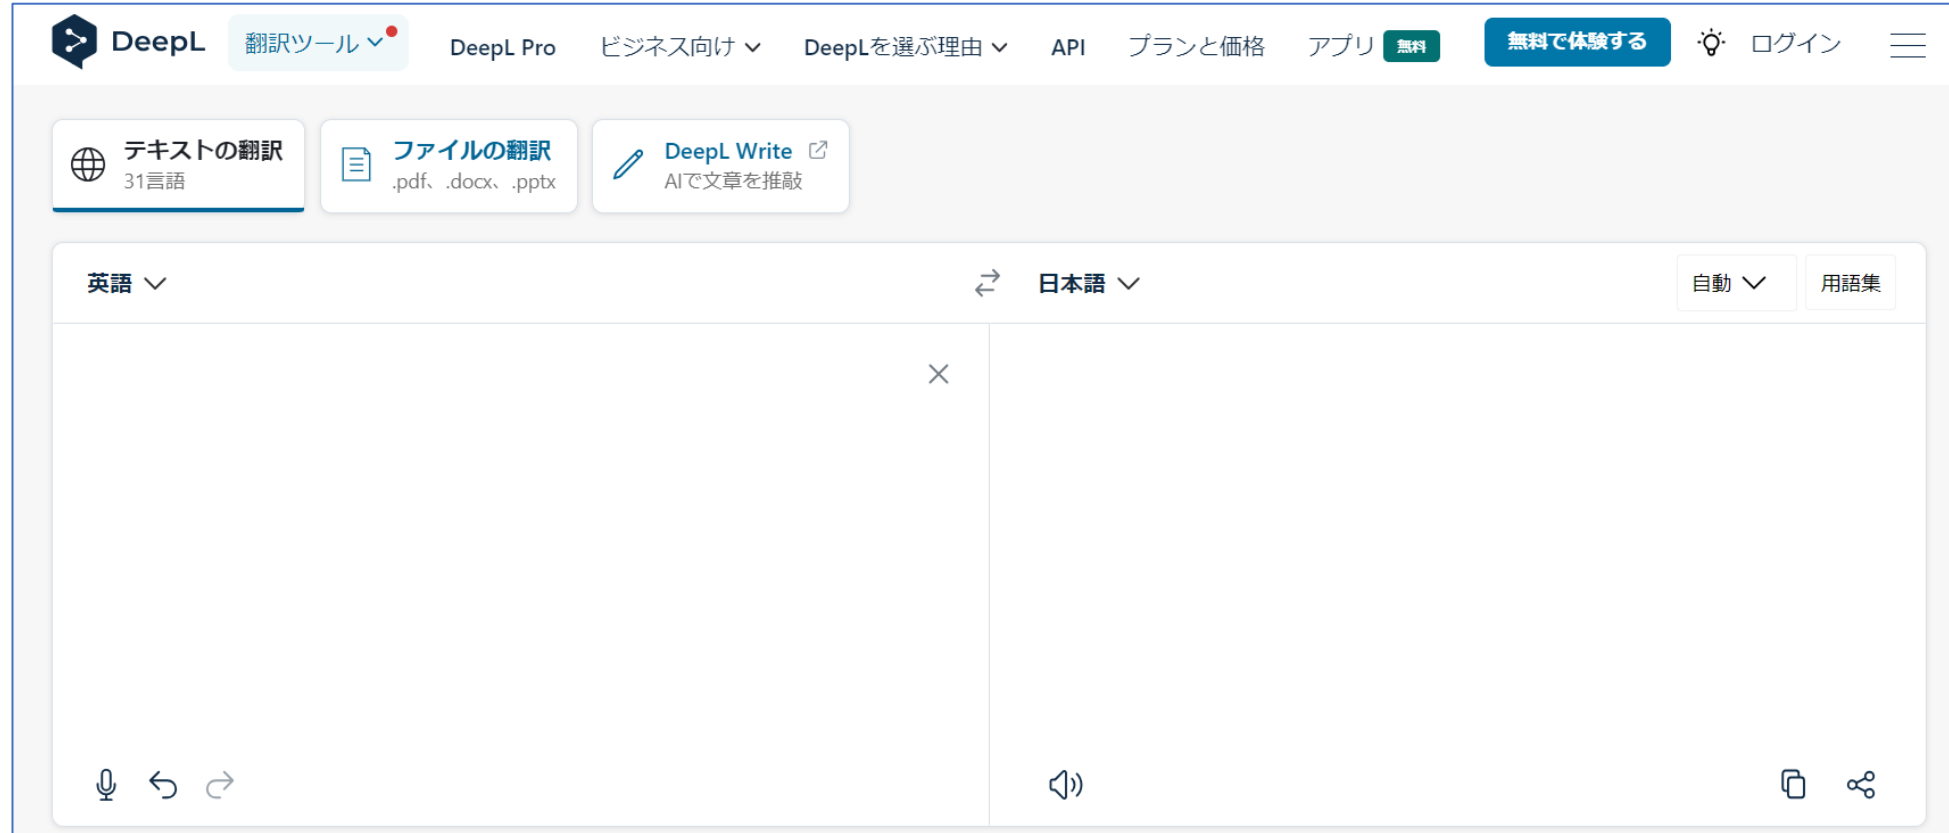 DeepL 翻訳ツール DeepL Pro ビジネス向け DeepLを選ぶ理由 API プランと価格 アプリ 無料 無料で体験する ログイン
テキストの翻訳
31言語
ファイルの翻訳
.pdf、.docx、.pptx
DeepL Write
AIで文章を推敲
英語
日本語
自動
用語集